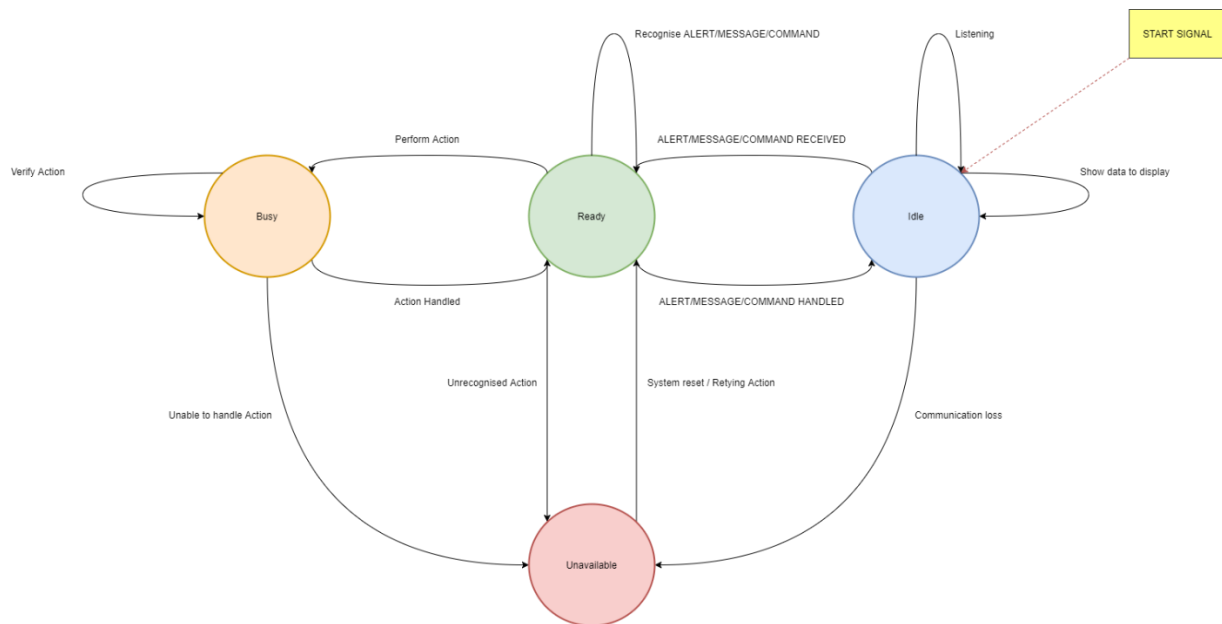 Recognise ALERT/MESSAGE/COMMAND
Listening
START SIGNAL
Perform Action
ALERT/MESSAGE/COMMAND RECEIVED
Verify Action
Show data to display
Busy
Ready
Idle
Action Handled
ALERT/MESSAGE/COMMAND HANDLED
Unrecognised Action
System reset / Retying Action
Unable to handle Action
Communication loss
Unavailable